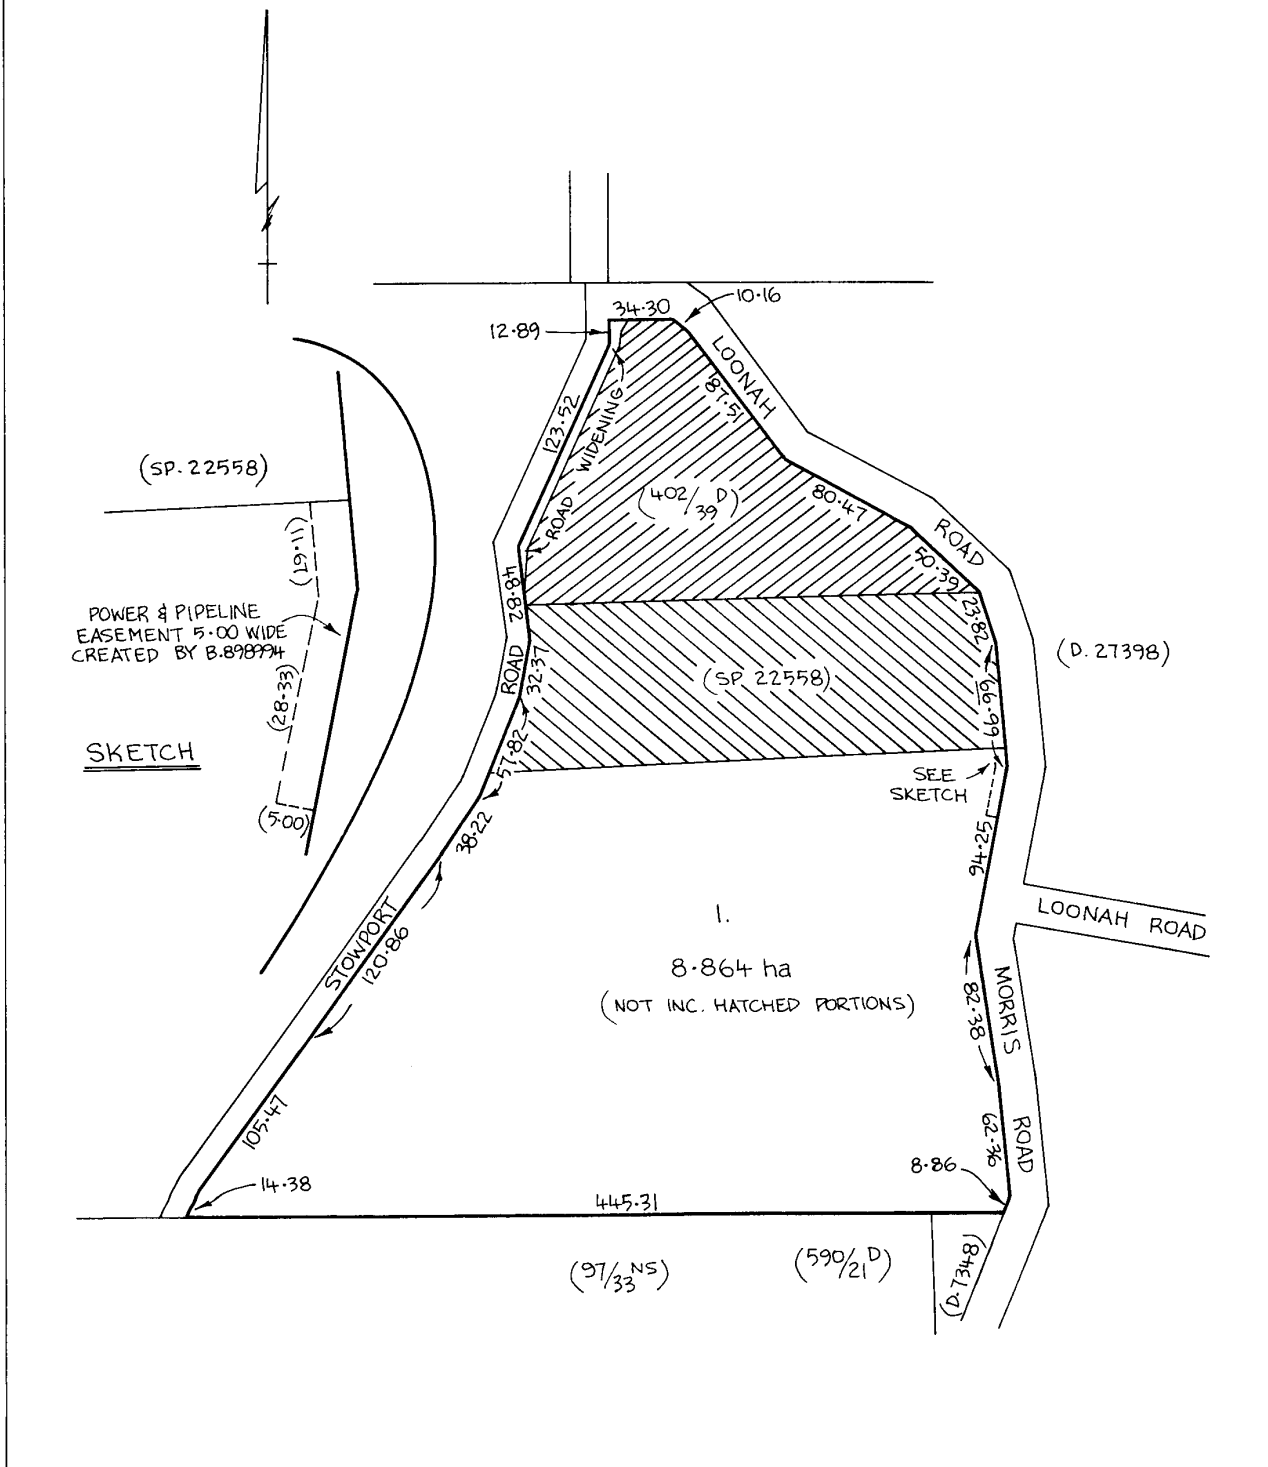 10·16
34·30
12·89
LOONAH
87·51
123·52
ROAD WIDENING
(SP. 22558)
(402/39 D)
80·47
ROAD
50·39
(19·11)
28·84
23·82
POWER & PIPELINE
EASEMENT 5·00 WIDE
CREATED BY B.898994
(D. 27398)
ROAD
32·37
(SP 22558)
66·99
(28·33)
57·82
SKETCH
SEE
SKETCH
(5·00)
38·22
94·25
1.
LOONAH ROAD
STOWPORT
120·86
8·864 ha
(NOT INC. HATCHED PORTIONS)
82·38
MORRIS
105·47
62·36
ROAD
8·86
14·38
445·31
(97/33 NS)
(590/21 D)
(D.7348)